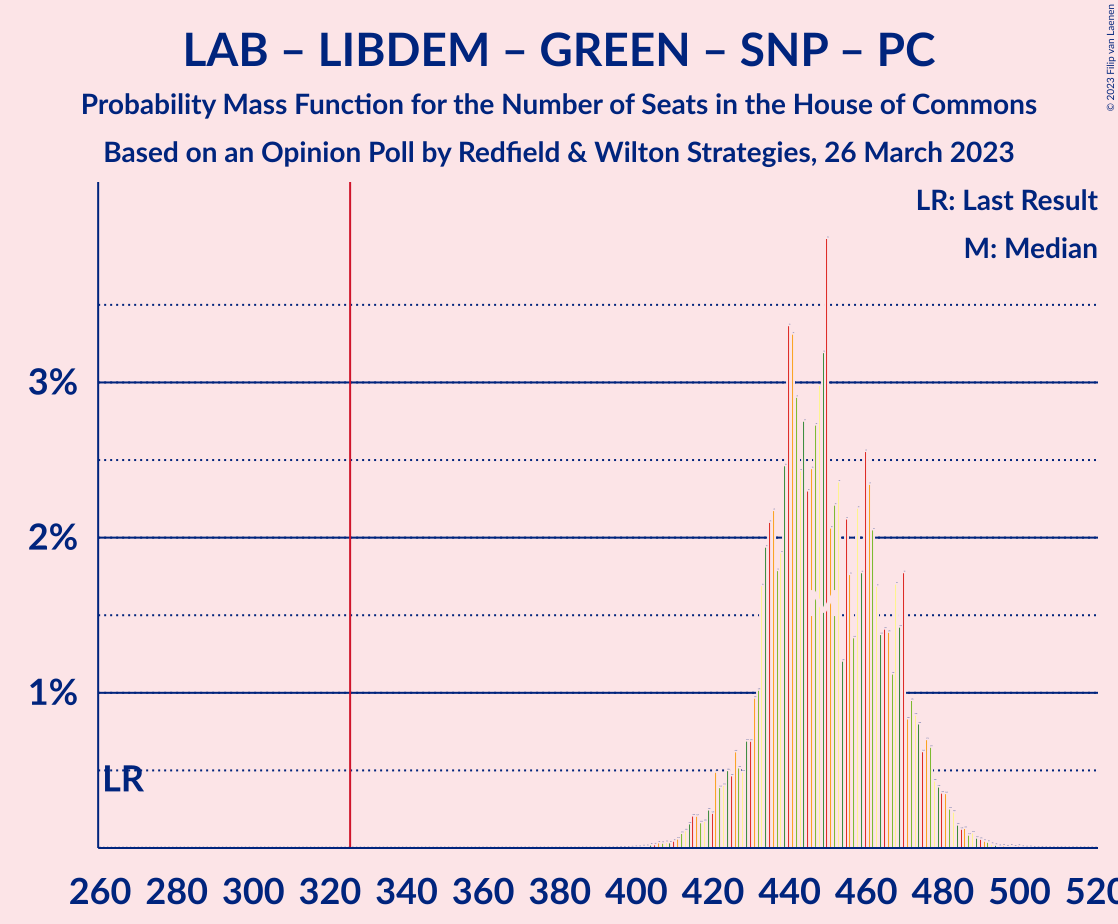 LAB – LIBDEM – GREEN – SNP – PC
Probability Mass Function for the Number of Seats in the House of Commons
Based on an Opinion Poll by Redfield & Wilton Strategies, 26 March 2023
© 2023 Filip van Laenen
LR: Last Result
M: Median
3%
2%
1%
LR
M
260 280 300 320 340 360 380 400 420 440 460 480 500 520